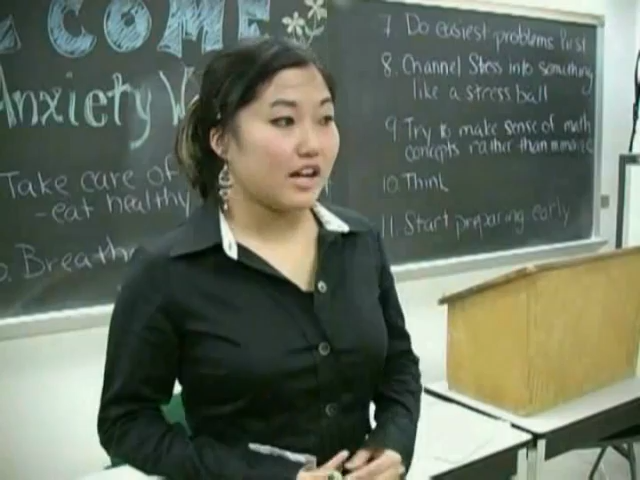 COME
Anxiety W
Take care of
- eat healthy
Breathe
7. Do easiest problems First
8. Channel Stress into something
like a stress ball
9 Try to make sense of math
concepts rather than
10. Think
11. Start preparing early